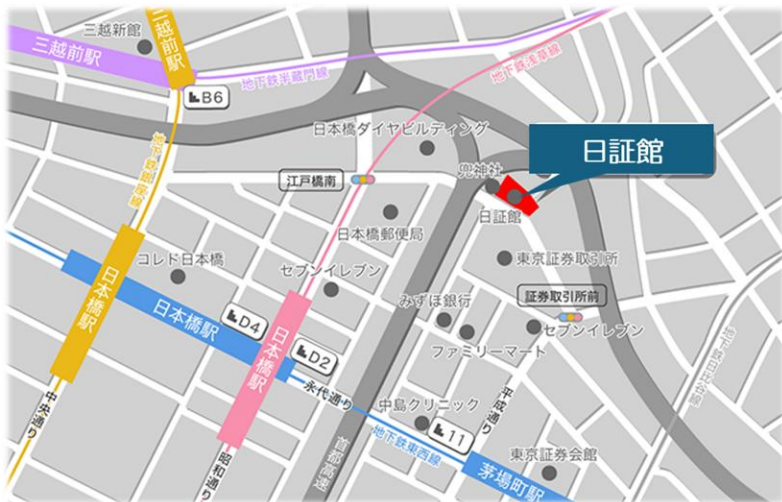 三越新館
三越前駅
三越前駅
B6
地下鉄半蔵門線
地下鉄浅草線
地下鉄銀座線
日本橋ダイヤビルディング
江戸橋南
兜神社
日証館
日証館
日本橋郵便局
コレド日本橋
セブンイレブン
東京証券取引所
証券取引所前
みずほ銀行
セブンイレブン
ファミリーマート
日本橋駅
日本橋駅
日本橋駅
D4
D2
永代通り
平成通り
地下鉄日比谷線
中央通り
昭和通り
首都高速
中島クリニック
地下鉄東西線
11
茅場町駅
東京証券会館